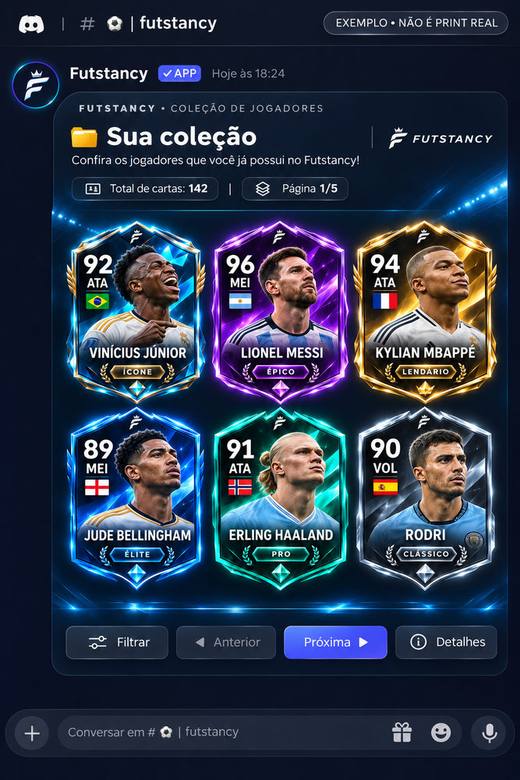 # ⚽ | futstancy
EXEMPLO • NÃO É PRINT REAL
Futstancy ✓ APP Hoje às 18:24
FUTSTANCY • COLEÇÃO DE JOGADORES
Sua coleção
FUTSTANCY
Confira os jogadores que você já possui no Futstancy!
Total de cartas: 142 | Página 1/5
92
ATA
VINÍCIUS JÚNIOR
ÍCONE
96
MEI
LIONEL MESSI
ÉPICO
94
ATA
KYLIAN MBAPPÉ
LENDÁRIO
89
MEI
JUDE BELLINGHAM
ÉLITE
91
ATA
ERLING HAALAND
PRO
90
VOL
RODRI
CLÁSSICO
Filtrar
Anterior
Próxima
Detalhes
Conversar em # ⚽ | futstancy